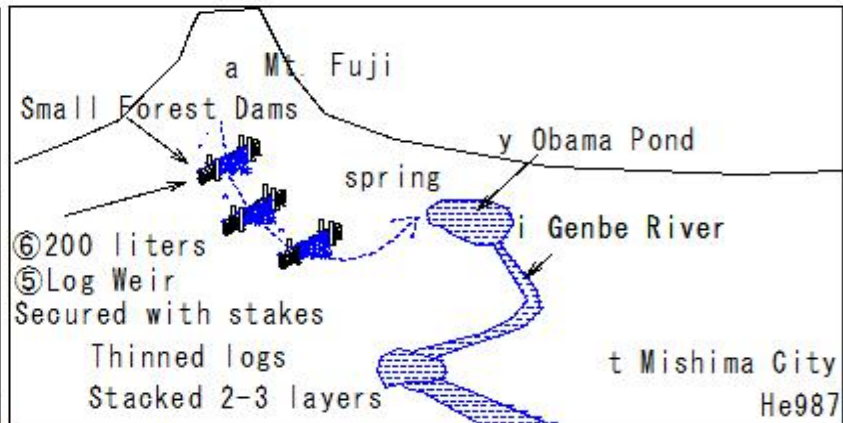 a Mt. Fuji
Small Forest Dams
y Obama Pond
spring
i Genbe River
⑥200 liters
⑤Log Weir
Secured with stakes
Thinned logs
Stacked 2-3 layers
t Mishima City
He987